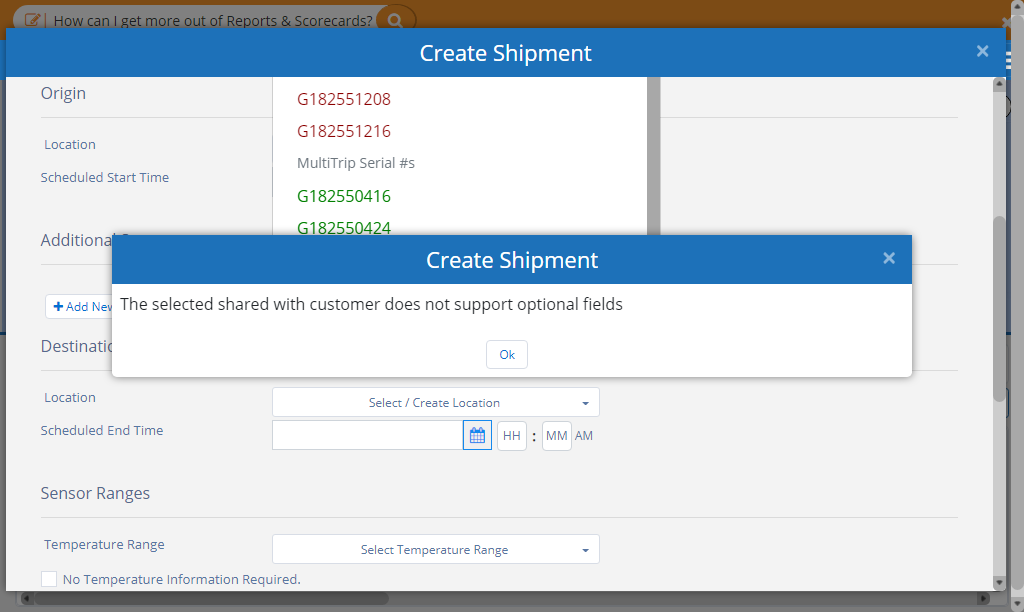 How can I get more out of Reports & Scorecards?
Create Shipment
×
Origin
G182551208
G182551216
Location
MultiTrip Serial #s
Scheduled Start Time
G182550416
G182550424
Additional
Create Shipment
×
The selected shared with customer does not support optional fields
Add New
Ok
Destination
Location
Select / Create Location
Scheduled End Time
HH : MM AM
Sensor Ranges
Temperature Range
Select Temperature Range
No Temperature Information Required.